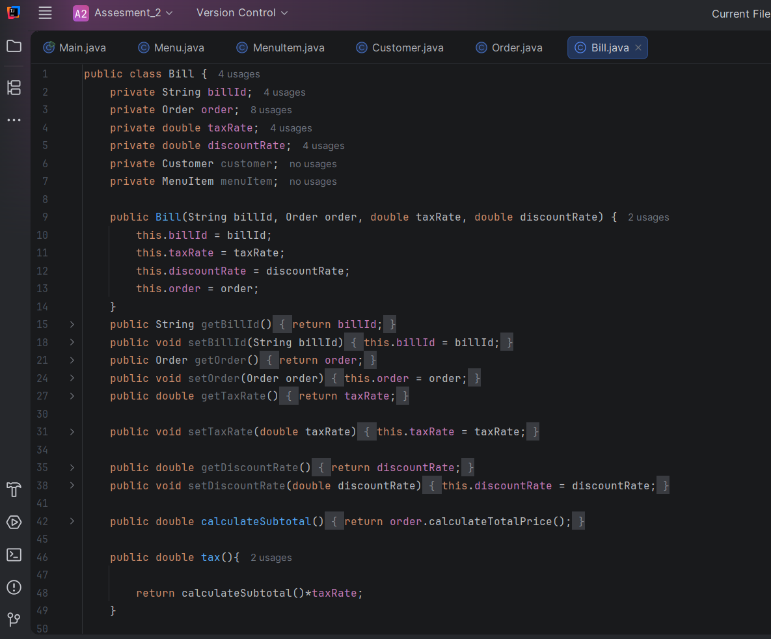 A2 Assesment_2 Version Control Current File
Main.java Menu.java MenuItem.java Customer.java Order.java Bill.java ×
1 public class Bill { 4 usages
2 private String billId; 4 usages
3 private Order order; 8 usages
4 private double taxRate; 4 usages
5 private double discountRate; 4 usages
6 private Customer customer; no usages
7 private MenuItem menuItem; no usages
8
9 public Bill(String billId, Order order, double taxRate, double discountRate) { 2 usages
10 this.billId = billId;
11 this.taxRate = taxRate;
12 this.discountRate = discountRate;
13 this.order = order;
14 }
15 public String getBillId() { return billId; }
18 public void setBillId(String billId) { this.billId = billId; }
21 public Order getOrder() { return order; }
24 public void setOrder(Order order) { this.order = order; }
27 public double getTaxRate() { return taxRate; }
30
31 public void setTaxRate(double taxRate) { this.taxRate = taxRate; }
34
35 public double getDiscountRate() { return discountRate; }
38 public void setDiscountRate(double discountRate) { this.discountRate = discountRate; }
41
42 public double calculateSubtotal() { return order.calculateTotalPrice(); }
45
46 public double tax(){ 2 usages
47
48 return calculateSubtotal()*taxRate;
49 }
50